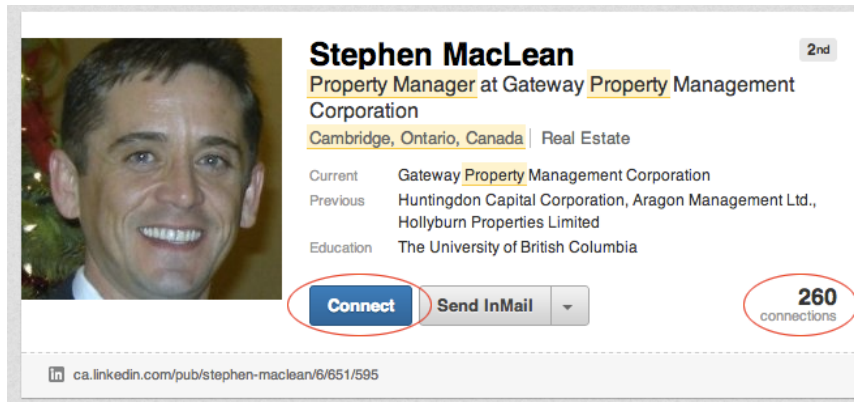 Stephen MacLean
2nd
Property Manager at Gateway Property Management
Corporation
Cambridge, Ontario, Canada | Real Estate
Current Gateway Property Management Corporation
Previous Huntingdon Capital Corporation, Aragon Management Ltd.,
Hollyburn Properties Limited
Education The University of British Columbia
Connect
Send InMail
260
connections
in ca.linkedin.com/pub/stephen-maclean/6/651/595